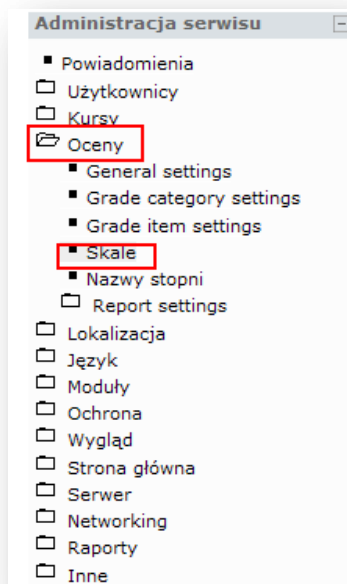 Administracja serwisu
Powiadomienia
Użytkownicy
Kursy
Oceny
General settings
Grade category settings
Grade item settings
Skale
Nazwy stopni
Report settings
Lokalizacja
Język
Moduły
Ochrona
Wygląd
Strona główna
Serwer
Networking
Raporty
Inne